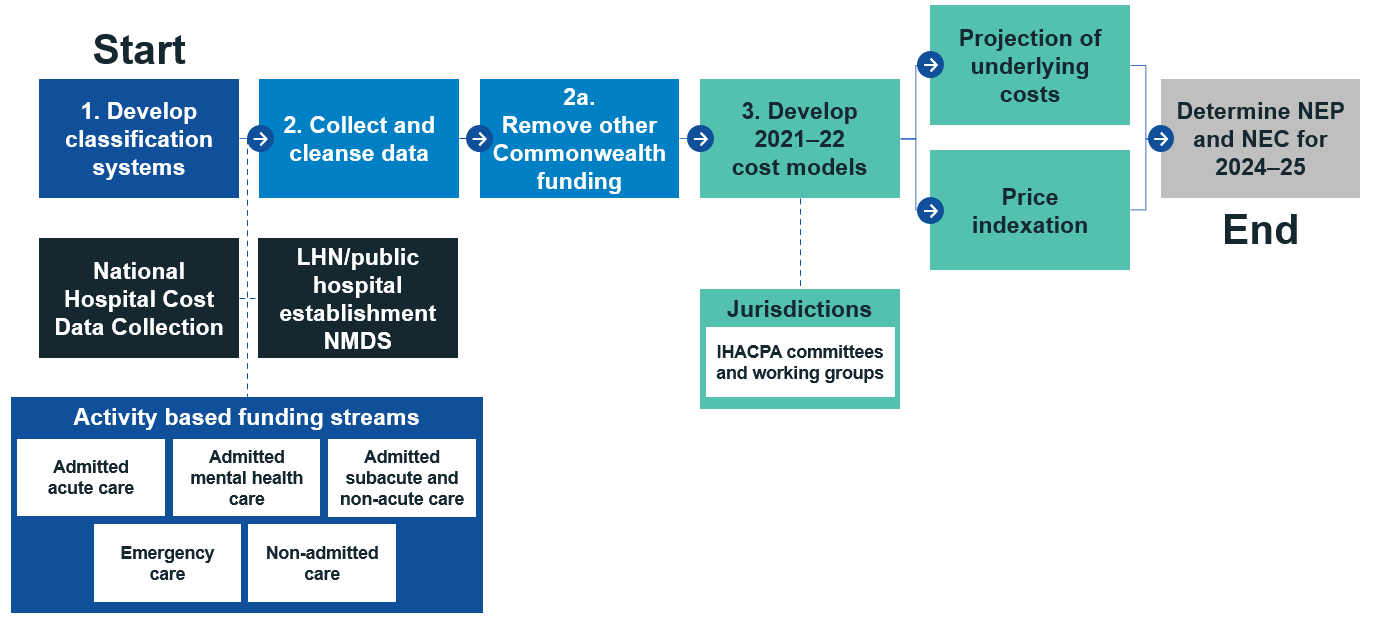 Start
1. Develop
classification
systems
2. Collect and
cleanse data
2a.
Remove other
Commonwealth
funding
3. Develop
2021–22
cost models
Projection of
underlying
costs
Price
indexation
Determine NEP
and NEC for
2024–25
End
National
Hospital Cost
Data Collection
LHN/public
hospital
establishment
NMDS
Jurisdictions
IHACPA committees
and working groups
Activity based funding streams
Admitted
acute care
Admitted
mental health
care
Admitted
subacute and
non-acute care
Emergency
care
Non-admitted
care